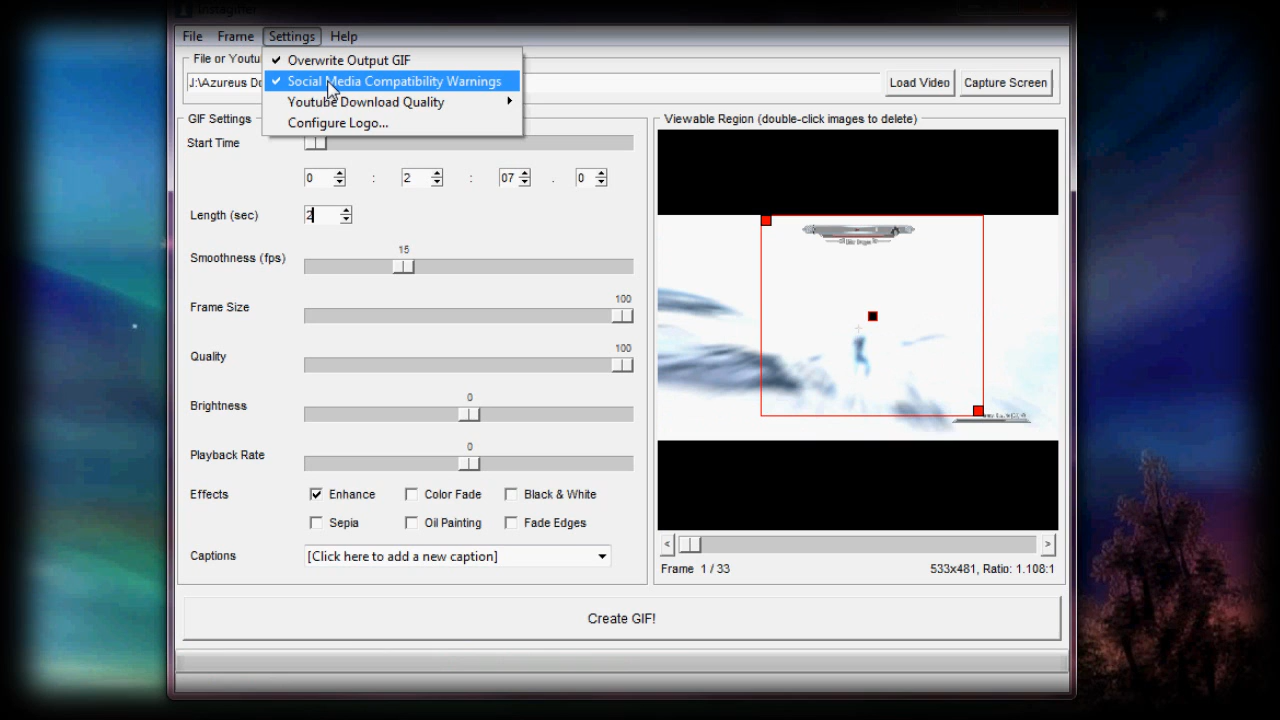 Instagiffer
File Frame Settings Help
File or Youtu
Overwrite Output GIF
J:\Azureus Do
Social Media Compatibility Warnings
Load Video Capture Screen
Youtube Download Quality
Configure Logo...
GIF Settings
Viewable Region (double-click images to delete)
Start Time
0 : 2 : 07 . 0
Length (sec) 2
15
Smoothness (fps)
100
Frame Size
100
Quality
0
Brightness
0
Playback Rate
Effects Enhance Color Fade Black & White
Sepia Oil Painting Fade Edges
Captions [Click here to add a new caption]
< >
Frame 1 / 33 533x481, Ratio: 1.108:1
Create GIF!